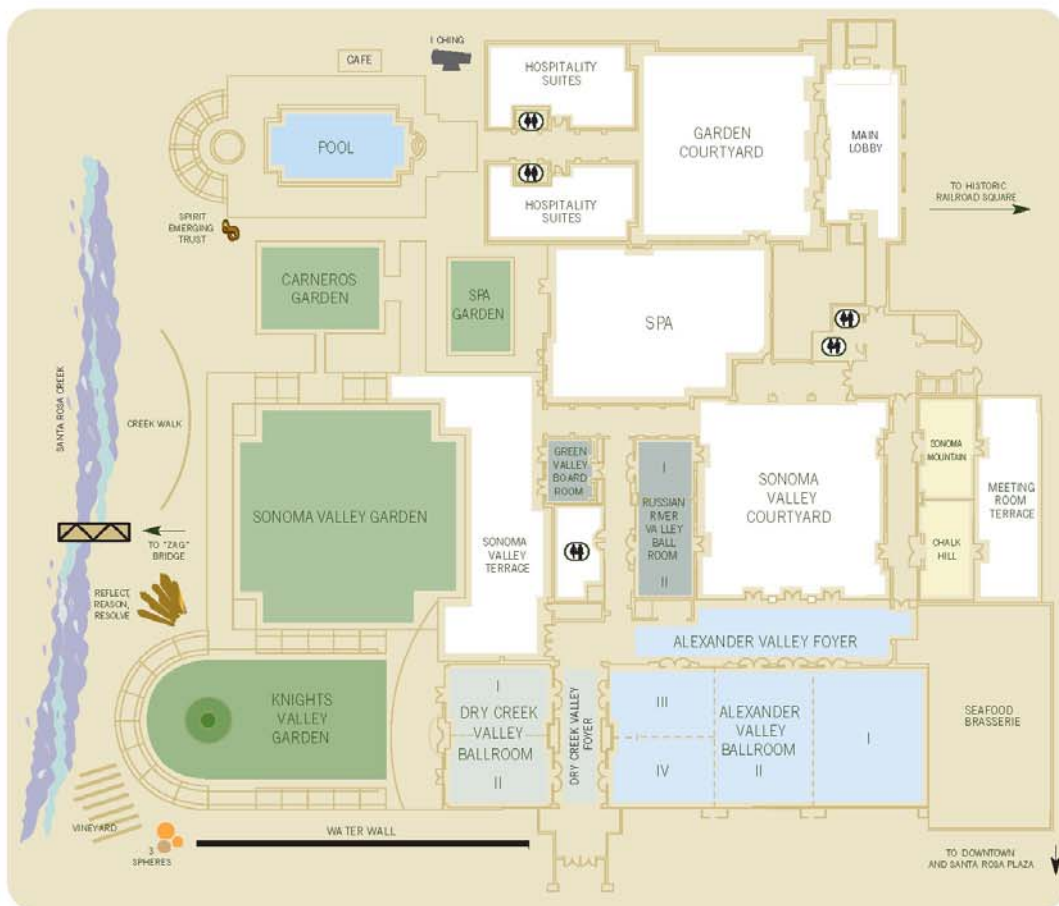 I CHING
CAFE
HOSPITALITY
SUITES
POOL
GARDEN
COURTYARD
MAIN
LOBBY
HOSPITALITY
SUITES
TO HISTORIC
RAILROAD SQUARE
SPIRIT
EMERGING
TRUST
CARNEROS
GARDEN
SPA
GARDEN
SPA
SANTA ROSA CREEK
CREEK WALK
SONOMA VALLEY GARDEN
SONOMA
VALLEY
TERRACE
GREEN
VALLEY
BOARD
ROOM
I
RUSSIAN
RIVER
VALLEY
BALL
ROOM
II
SONOMA
VALLEY
COURTYARD
SONOMA
MOUNTAIN
CHALK
HILL
MEETING
ROOM
TERRACE
TO "ZAG"
BRIDGE
REFLECT,
REASON,
RESOLVE
ALEXANDER VALLEY FOYER
KNIGHTS
VALLEY
GARDEN
I
DRY CREEK
VALLEY
BALLROOM
II
DRY CREEK VALLEY
FOYER
III
IV
ALEXANDER
VALLEY
BALLROOM
II
I
SEAFOOD
BRASSERIE
VINEYARD
3
SPHERES
WATER WALL
TO DOWNTOWN
AND SANTA ROSA PLAZA